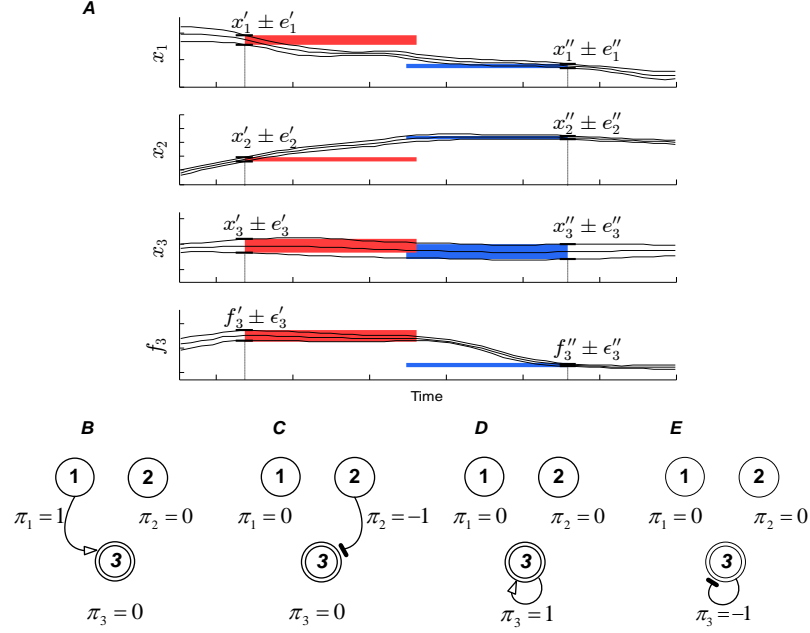 A
x₁
x′₁ ± e′₁
x″₁ ± e″₁
x₂
x′₂ ± e′₂
x″₂ ± e″₂
x₃
x′₃ ± e′₃
x″₃ ± e″₃
f₃
f′₃ ± ϵ′₃
f″₃ ± ϵ″₃
Time
B C D E
1 2 1 2 1 2 1 2
π₁ = 1 π₂ = 0 π₁ = 0 π₂ = −1 π₁ = 0 π₂ = 0 π₁ = 0 π₂ = 0
3 3 3 3
π₃ = 0 π₃ = 0 π₃ = 1 π₃ = −1